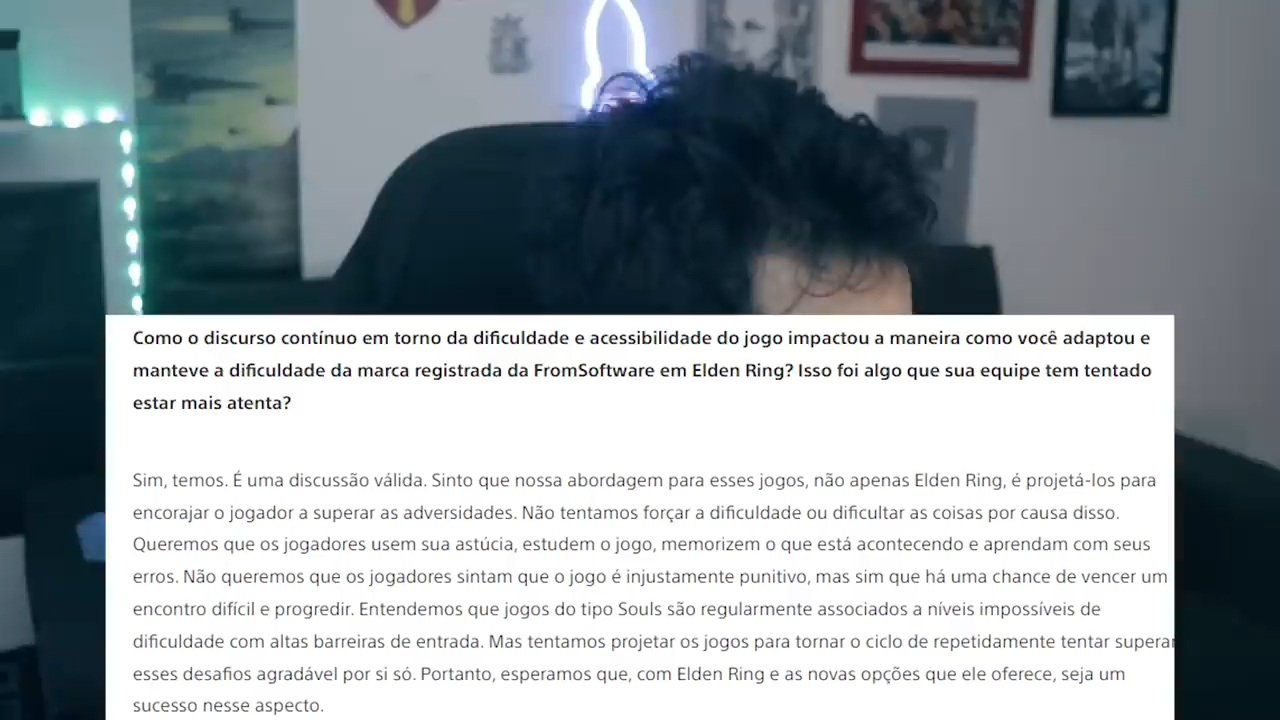 Como o discurso contínuo em torno da dificuldade e acessibilidade do jogo impactou a maneira como você adaptou e
manteve a dificuldade da marca registrada da FromSoftware em Elden Ring? Isso foi algo que sua equipe tem tentado
estar mais atenta?
Sim, temos. É uma discussão válida. Sinto que nossa abordagem para esses jogos, não apenas Elden Ring, é projetá-los para
encorajar o jogador a superar as adversidades. Não tentamos forçar a dificuldade ou dificultar as coisas por causa disso.
Queremos que os jogadores usem sua astúcia, estudem o jogo, memorizem o que está acontecendo e aprendam com seus
erros. Não queremos que os jogadores sintam que o jogo é injustamente punitivo, mas sim que há uma chance de vencer um
encontro difícil e progredir. Entendemos que jogos do tipo Souls são regularmente associados a níveis impossíveis de
dificuldade com altas barreiras de entrada. Mas tentamos projetar os jogos para tornar o ciclo de repetidamente tentar superar
esses desafios agradável por si só. Portanto, esperamos que, com Elden Ring e as novas opções que ele oferece, seja um
sucesso nesse aspecto.